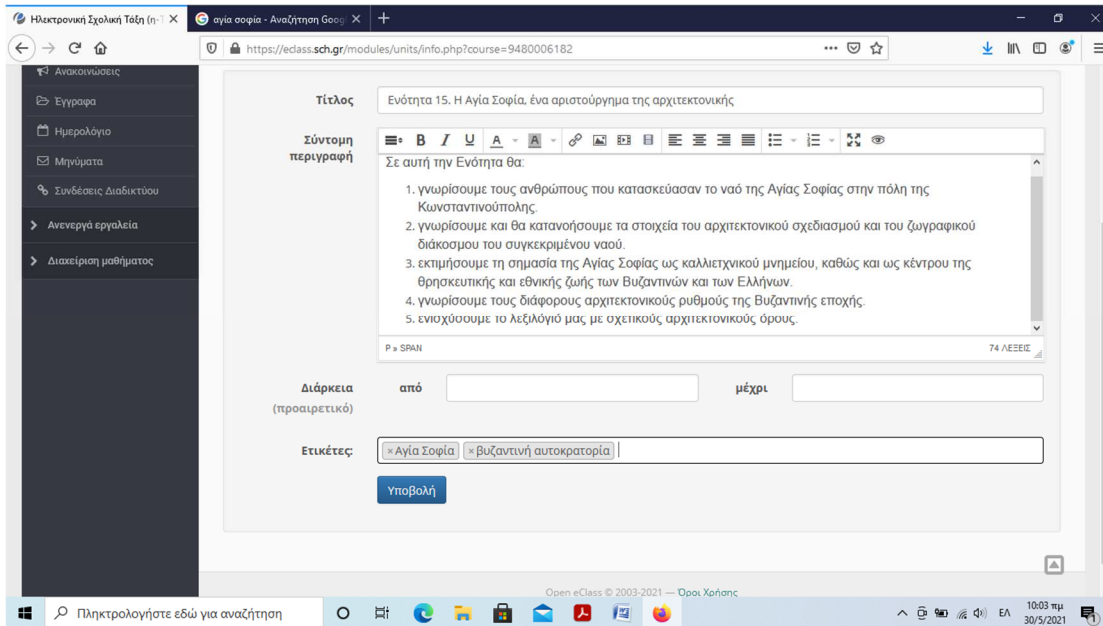 Ηλεκτρονική Σχολική Τάξη (η-Τ
αγία σοφία - Αναζήτηση Goog
https://eclass.sch.gr/modules/units/info.php?course=9480006182
Ανακοινώσεις
Έγγραφα
Ημερολόγιο
Μηνύματα
Συνδέσεις Διαδικτύου
Ανενεργά εργαλεία
Διαχείριση μαθήματος
Τίτλος
Ενότητα 15. Η Αγία Σοφία, ένα αριστούργημα της αρχιτεκτονικής
Σύντομη
περιγραφή
Σε αυτή την Ενότητα θα:
1. γνωρίσουμε τους ανθρώπους που κατασκεύασαν το ναό της Αγίας Σοφίας στην πόλη της
Κωνσταντινούπολης.
2. γνωρίσουμε και θα κατανοήσουμε τα στοιχεία του αρχιτεκτονικού σχεδιασμού και του ζωγραφικού
διάκοσμου του συγκεκριμένου ναού.
3. εκτιμήσουμε τη σημασία της Αγίας Σοφίας ως καλλιετχνικού μνημείου, καθώς και ως κέντρου της
θρησκευτικής και εθνικής ζωής των Βυζαντινών και των Ελλήνων.
4. γνωρίσουμε τους διάφορους αρχιτεκτονικούς ρυθμούς της Βυζαντινής εποχής.
5. ενισχύσουμε το λεξιλόγιό μας με σχετικούς αρχιτεκτονικούς όρους.
P » SPAN
74 ΛΕΞΕΙΣ
Διάρκεια
(προαιρετικό)
από
μέχρι
Ετικέτες:
×Αγία Σοφία
×βυζαντινή αυτοκρατορία
Υποβολή
Open eClass © 2003-2021 — Όροι Χρήσης
Πληκτρολογήστε εδώ για αναζήτηση
ΕΛ
10:03 πμ
30/5/2021